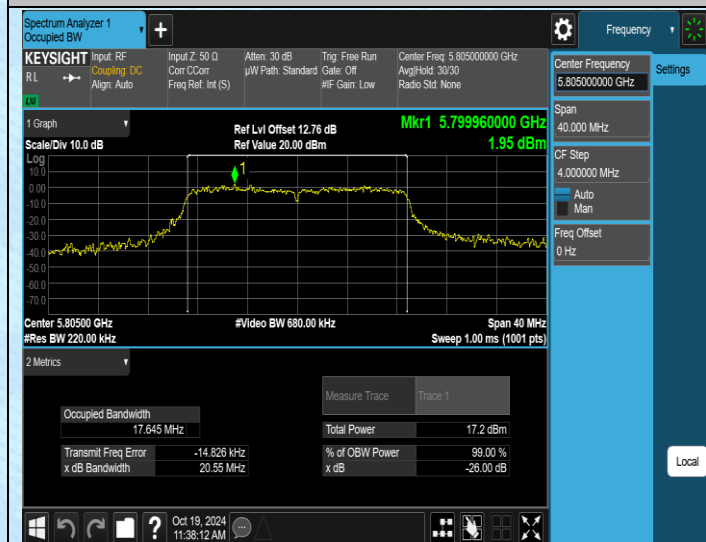 Spectrum Analyzer 1
Occupied BW
Frequency
KEYSIGHT
Input: RF
Coupling: DC
Align: Auto
Input Z: 50 Ω
Corr CCorr
Freq Ref: Int (S)
Atten: 30 dB
µW Path: Standard
Trig: Free Run
Gate: Off
#IF Gain: Low
Center Freq: 5.805000000 GHz
Avg|Hold: 30/30
Radio Std: None
R L
LXI
Center Frequency
5.805000000 GHz
Settings
Span
40.000 MHz
CF Step
4.000000 MHz
Auto
Man
Freq Offset
0 Hz
1 Graph
Scale/Div 10.0 dB
Ref Lvl Offset 12.76 dB
Ref Value 20.00 dBm
Mkr1 5.799960000 GHz
1.95 dBm
Log
10.0
0.00
-10.0
-20.0
-30.0
-40.0
-50.0
-60.0
-70.0
1
Center 5.80500 GHz
#Res BW 220.00 kHz
#Video BW 680.00 kHz
Span 40 MHz
Sweep 1.00 ms (1001 pts)
2 Metrics
Measure Trace
Trace 1
Occupied Bandwidth
17.645 MHz
Total Power
17.2 dBm
Transmit Freq Error
-14.826 kHz
% of OBW Power
99.00 %
x dB Bandwidth
20.55 MHz
x dB
-26.00 dB
Local
Oct 19, 2024
11:38:12 AM